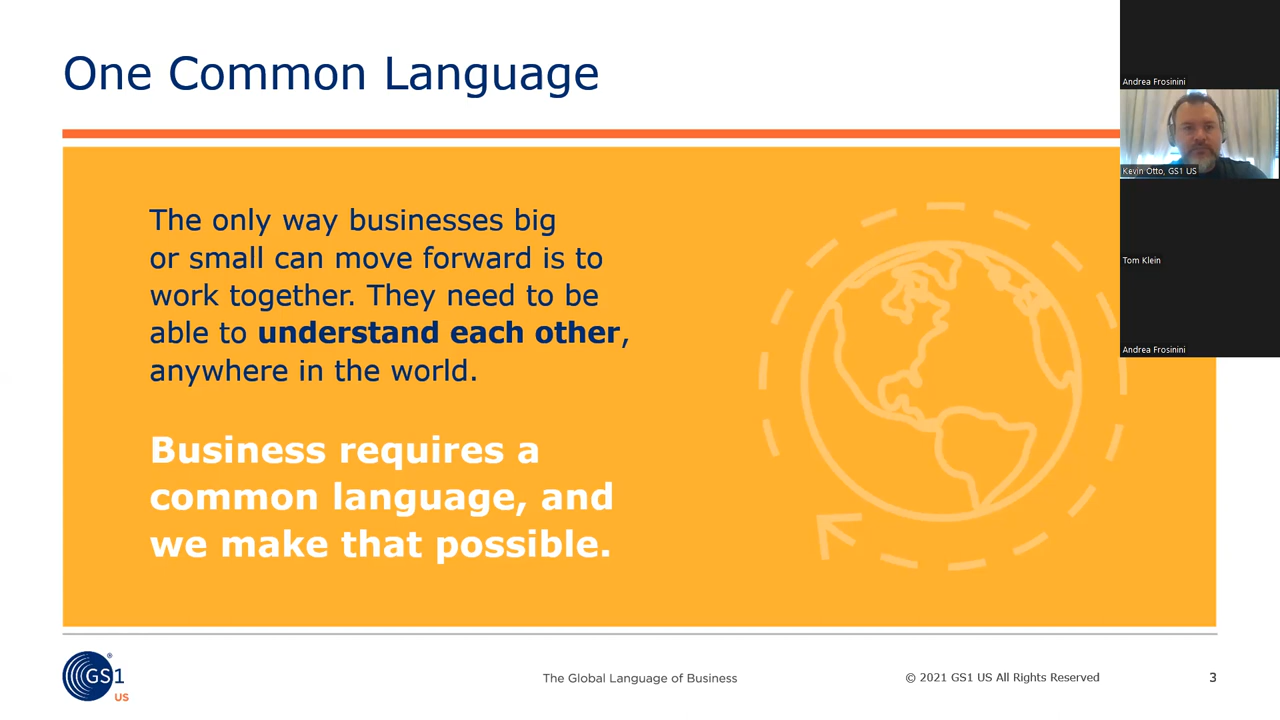 One Common Language
The only way businesses big
or small can move forward is to
work together. They need to be
able to understand each other,
anywhere in the world.
Business requires a
common language, and
we make that possible.
Andrea Frosinini
Kevin Otto, GS1 US
Tom Klein
Andrea Frosinini
GS1
®
US
The Global Language of Business
© 2021 GS1 US All Rights Reserved
3